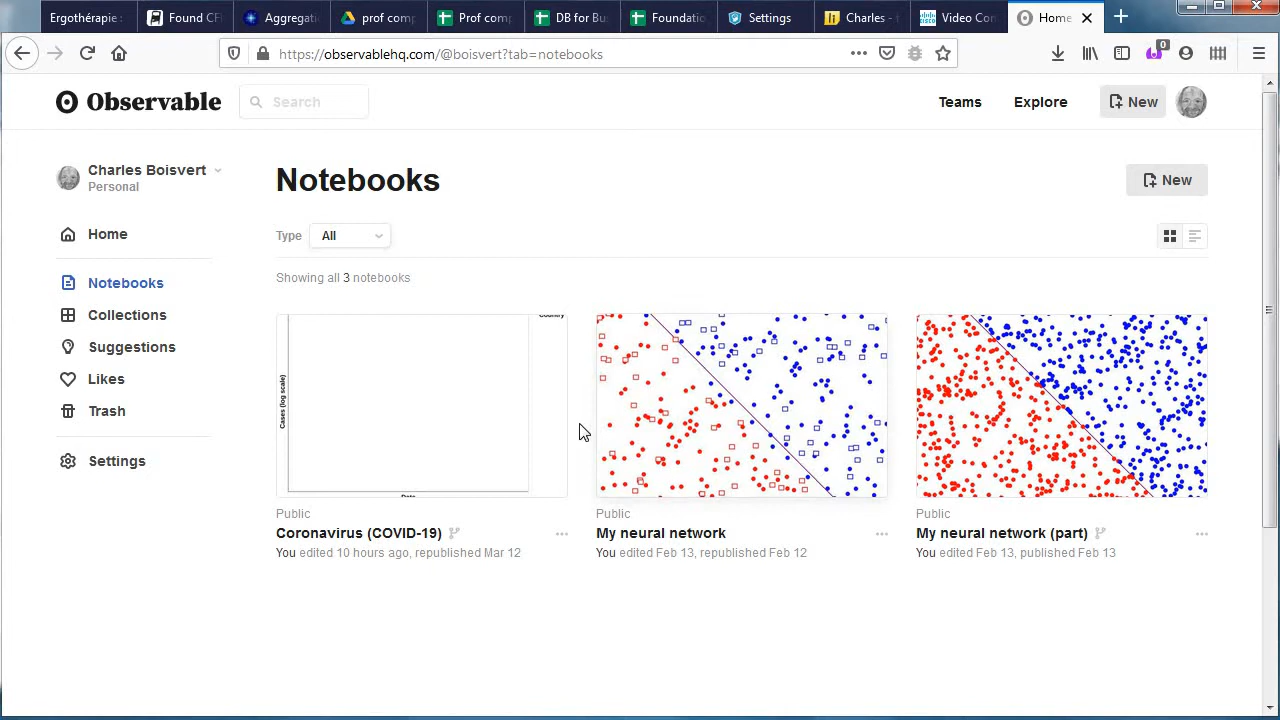 Ergothérapie :
Found CF
Aggregati
prof comp
Prof comp
DB for Bu
Foundatio
Settings
Charles -
Video Con
Home
https://observablehq.com/@boisvert?tab=notebooks
0
Observable
Search
Teams
Explore
New
Charles Boisvert
Personal
Home
Notebooks
Collections
Suggestions
Likes
Trash
Settings
Notebooks
New
Type
All
Showing all 3 notebooks
Country
Cases (log scale)
Date
Public
Coronavirus (COVID-19)
You edited 10 hours ago, republished Mar 12
Public
My neural network
You edited Feb 13, republished Feb 12
Public
My neural network (part)
You edited Feb 13, published Feb 13